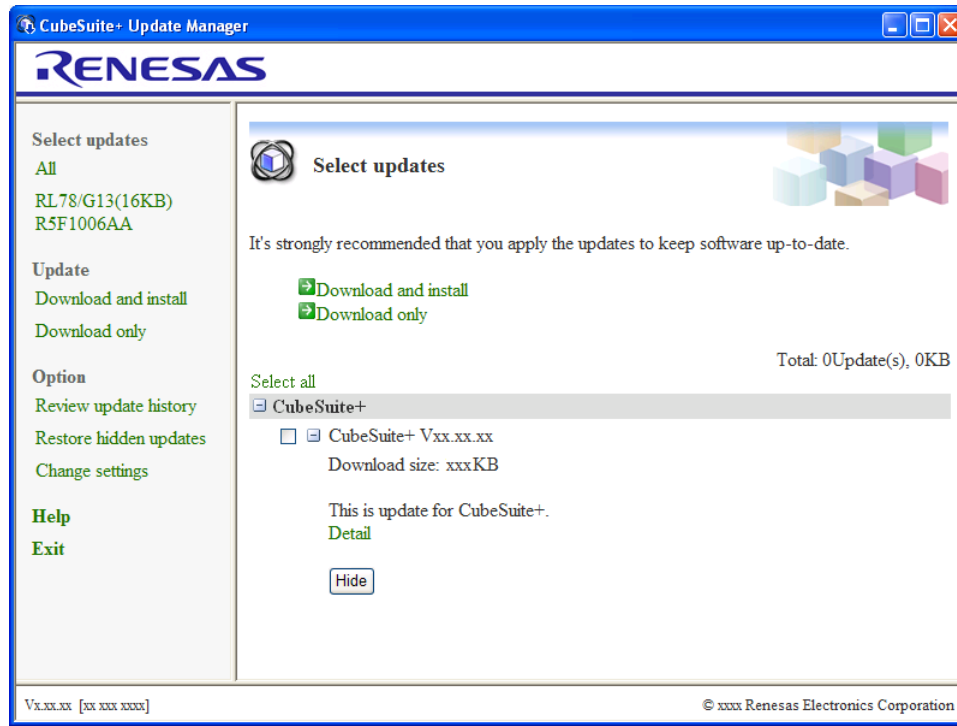 CubeSuite+ Update Manager
RENESAS
Select updates
All
RL78/G13(16KB)
R5F1006AA
Update
Download and install
Download only
Option
Review update history
Restore hidden updates
Change settings
Help
Exit
Select updates
It's strongly recommended that you apply the updates to keep software up-to-date.
Download and install
Download only
Total: 0Update(s), 0KB
Select all
CubeSuite+
CubeSuite+ Vxx.xx.xx
Download size: xxxKB
This is update for CubeSuite+.
Detail
Hide
Vx.xx.xx [xx xxx xxxx]
© xxxx Renesas Electronics Corporation